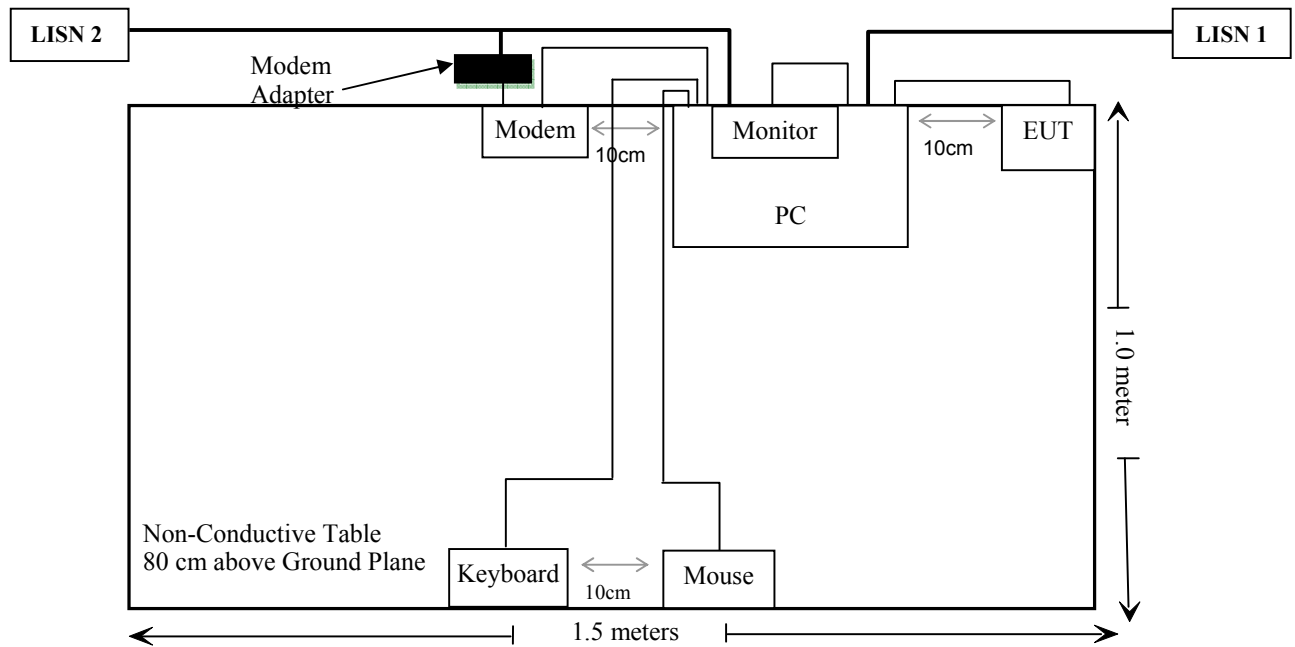 LISN 2
LISN 1
Modem
Adapter
Modem
10cm
Monitor
10cm
EUT
PC
1.0 meter
Non-Conductive Table
80 cm above Ground Plane
Keyboard
10cm
Mouse
1.5 meters